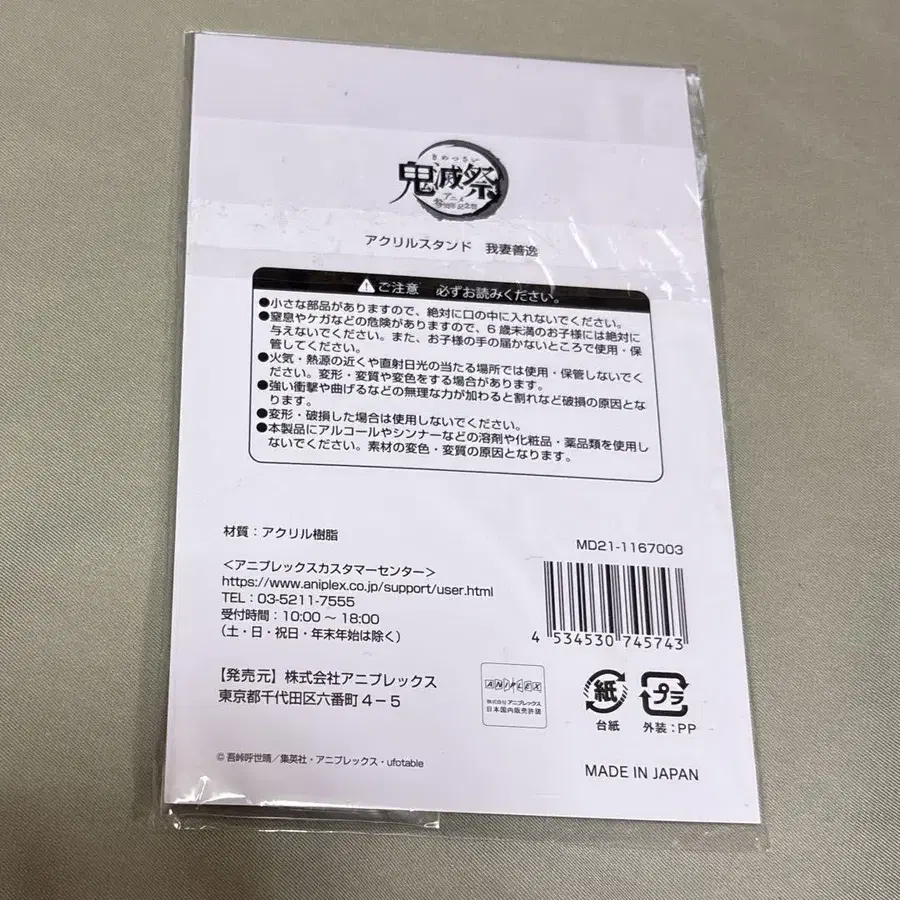 きめつさい
鬼滅祭
アニメ
アクリルスタンド 我妻善逸
ご注意 必ずお読みください。
●小さな部品がありますので、絶対に口の中に入れないでください。
●窒息やケガなどの危険がありますので、6歳未満のお子様には絶対に
与えないでください。また、お子様の手の届かないところで使用・保
管してください。
●火気・熱源の近くや直射日光の当たる場所では使用・保管しないでく
ださい。変形・変質や変色をする場合があります。
●強い衝撃や曲げるなどの無理な力が加わると割れなど破損の原因とな
ります。
●変形・破損した場合は使用しないでください。
●本製品にアルコールやシンナーなどの溶剤や化粧品・薬品類を使用し
ないでください。素材の変色・変質の原因となります。
材質：アクリル樹脂
MD21-1167003
＜アニプレックスカスタマーセンター＞
https://www.aniplex.co.jp/support/user.html
TEL：03-5211-7555
受付時間：10:00～18:00
（土・日・祝日・年末年始は除く）
4 534530 745743
【発売元】株式会社アニプレックス
東京都千代田区六番町4-5
ANIPLEX
株式会社アニプレックス
日本国内販売許諾
紙
台紙
プラ
外装：PP
©吾峠呼世晴／集英社・アニプレックス・ufotable
MADE IN JAPAN